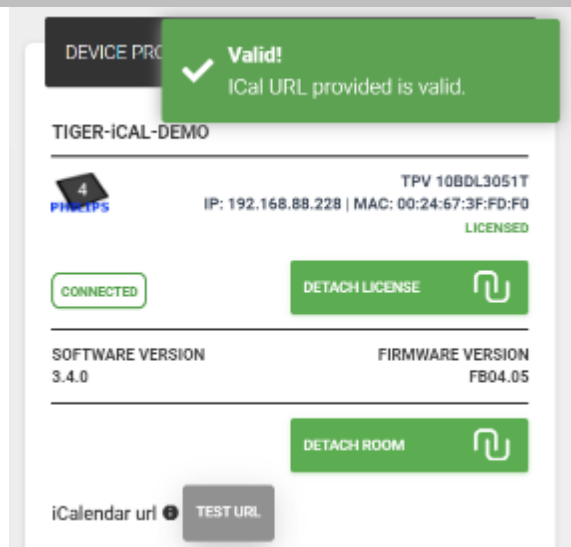 DEVICE PRO
Valid!
ICal URL provided is valid.
TIGER-iCAL-DEMO
4
PHILIPS
TPV 10BDL3051T
IP: 192.168.88.228 | MAC: 00:24:67:3F:FD:F0
LICENSED
CONNECTED
DETACH LICENSE
SOFTWARE VERSION
FIRMWARE VERSION
3.4.0
FB04.05
DETACH ROOM
iCalendar url
TEST URL